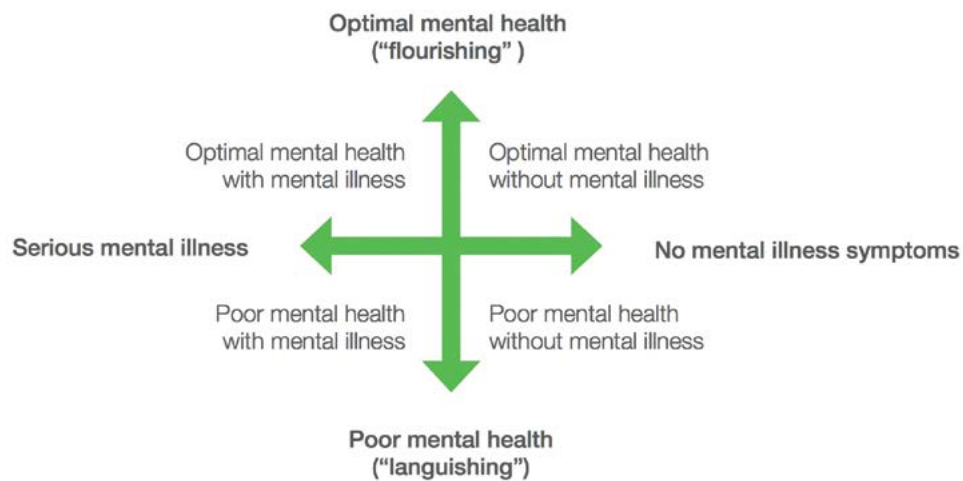 Optimal mental health
(“flourishing” )
Optimal mental health
with mental illness
Optimal mental health
without mental illness
Serious mental illness
No mental illness symptoms
Poor mental health
with mental illness
Poor mental health
without mental illness
Poor mental health
(“languishing”)